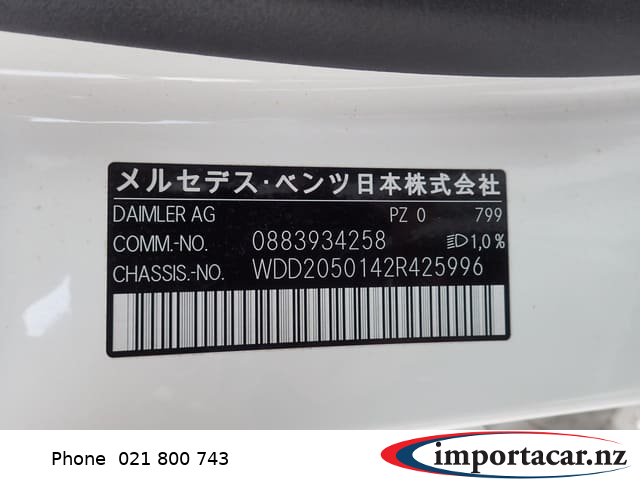 メルセデス・ベンツ日本株式会社
DAIMLER AG PZ 0 799
COMM.-NO. 0883934258 1,0 %
CHASSIS.-NO. WDD2050142R425996
Phone 021 800 743
importacar.nz